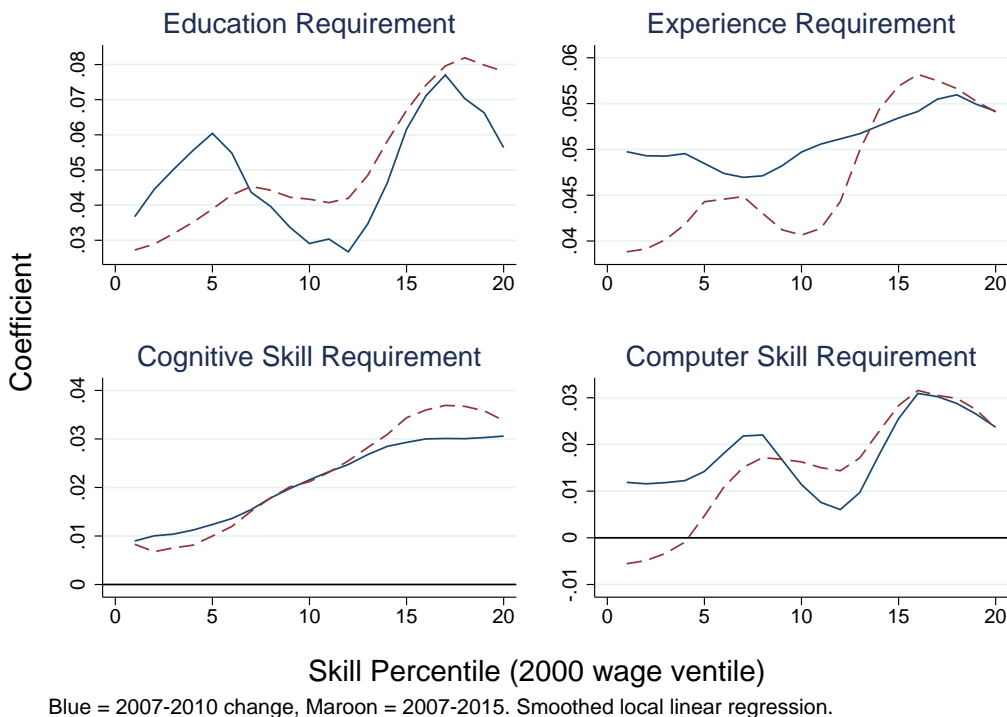 Education Requirement
.08
.07
.06
.05
.04
.03
0 5 10 15 20
Experience Requirement
.06
.055
.05
.045
.04
0 5 10 15 20
Cognitive Skill Requirement
.04
.03
.02
.01
0
0 5 10 15 20
Computer Skill Requirement
.03
.02
.01
0
-.01
0 5 10 15 20
Coefficient
Skill Percentile (2000 wage ventile)
Blue = 2007-2010 change, Maroon = 2007-2015. Smoothed local linear regression.